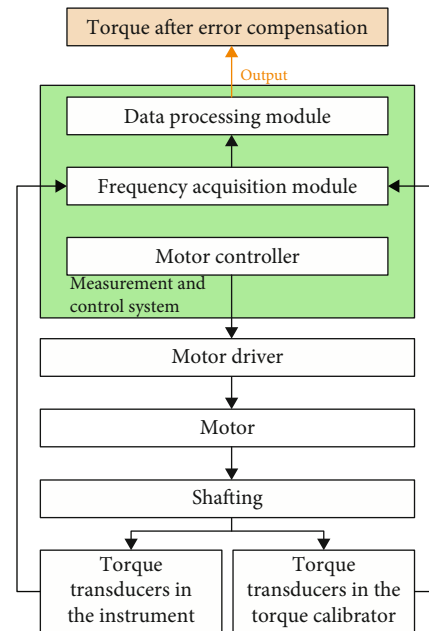 Torque after error compensation
Output
Data processing module
Frequency acquisition module
Motor controller
Measurement and
control system
Motor driver
Motor
Shafting
Torque
transducers in
the instrument
Torque
transducers in the
torque calibrator